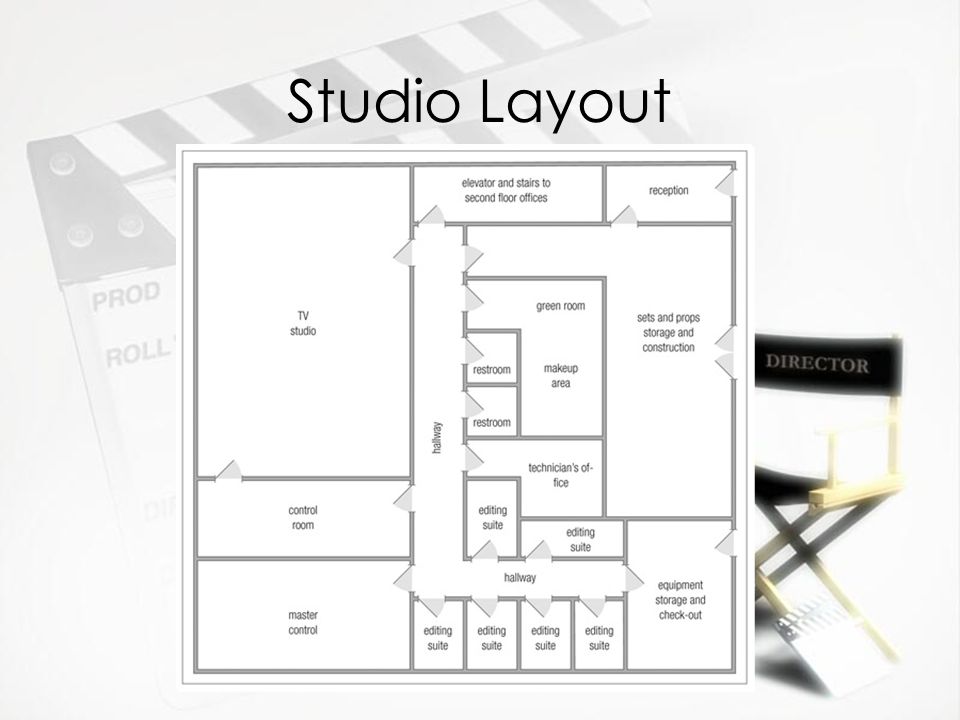 Studio Layout
elevator and stairs to
second floor offices
reception
TV
studio
green room
sets and props
storage and
construction
restroom
makeup
area
restroom
hallway
technician's of-
fice
control
room
editing
suite
editing
suite
hallway
equipment
storage and
check-out
master
control
editing
suite
editing
suite
editing
suite
editing
suite
PROD
ROLL
DI
DIRECTOR